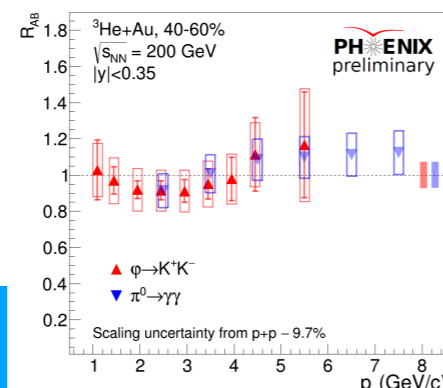 R_AB
³He+Au, 40-60%
√s_NN = 200 GeV
|y|<0.35
PHENIX
preliminary
1.8
1.6
1.4
1.2
1
0.8
0.6
0.4
0.2
φ→K⁺K⁻
π⁰→γγ
Scaling uncertainty from p+p – 9.7%
1 2 3 4 5 6 7 8
p (GeV/c)